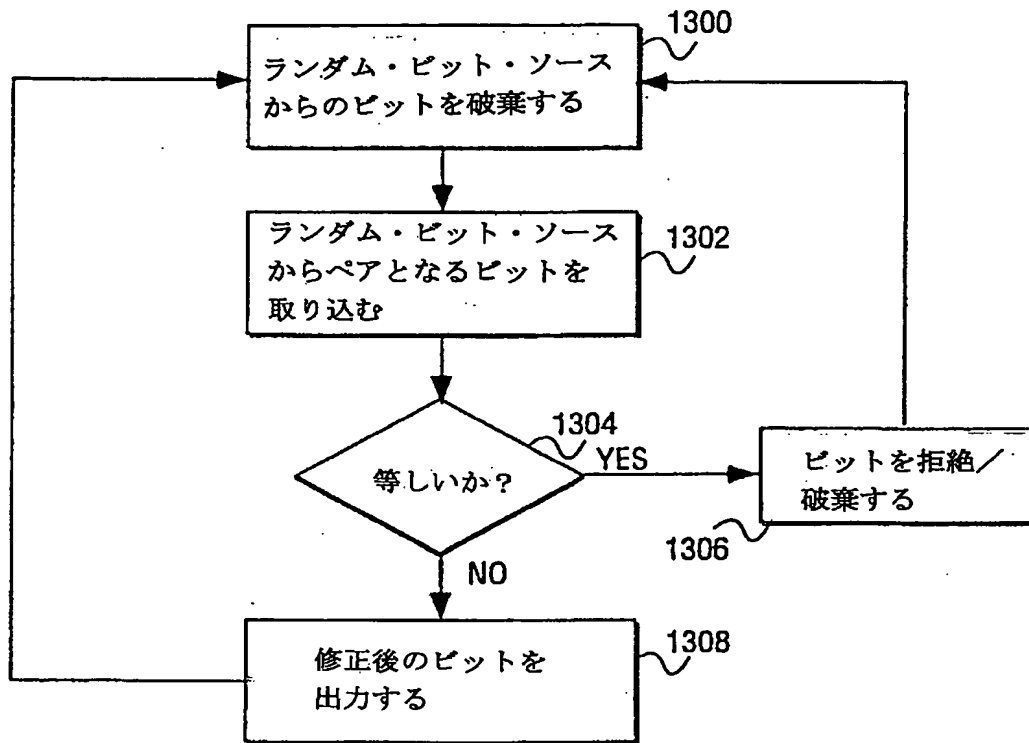 1300
ランダム・ビット・ソース
からのビットを破棄する
ランダム・ビット・ソース
からペアとなるビットを
取り込む
1302
1304
等しいか？
YES
ビットを拒絶／
破棄する
1306
NO
修正後のビットを
出力する
1308